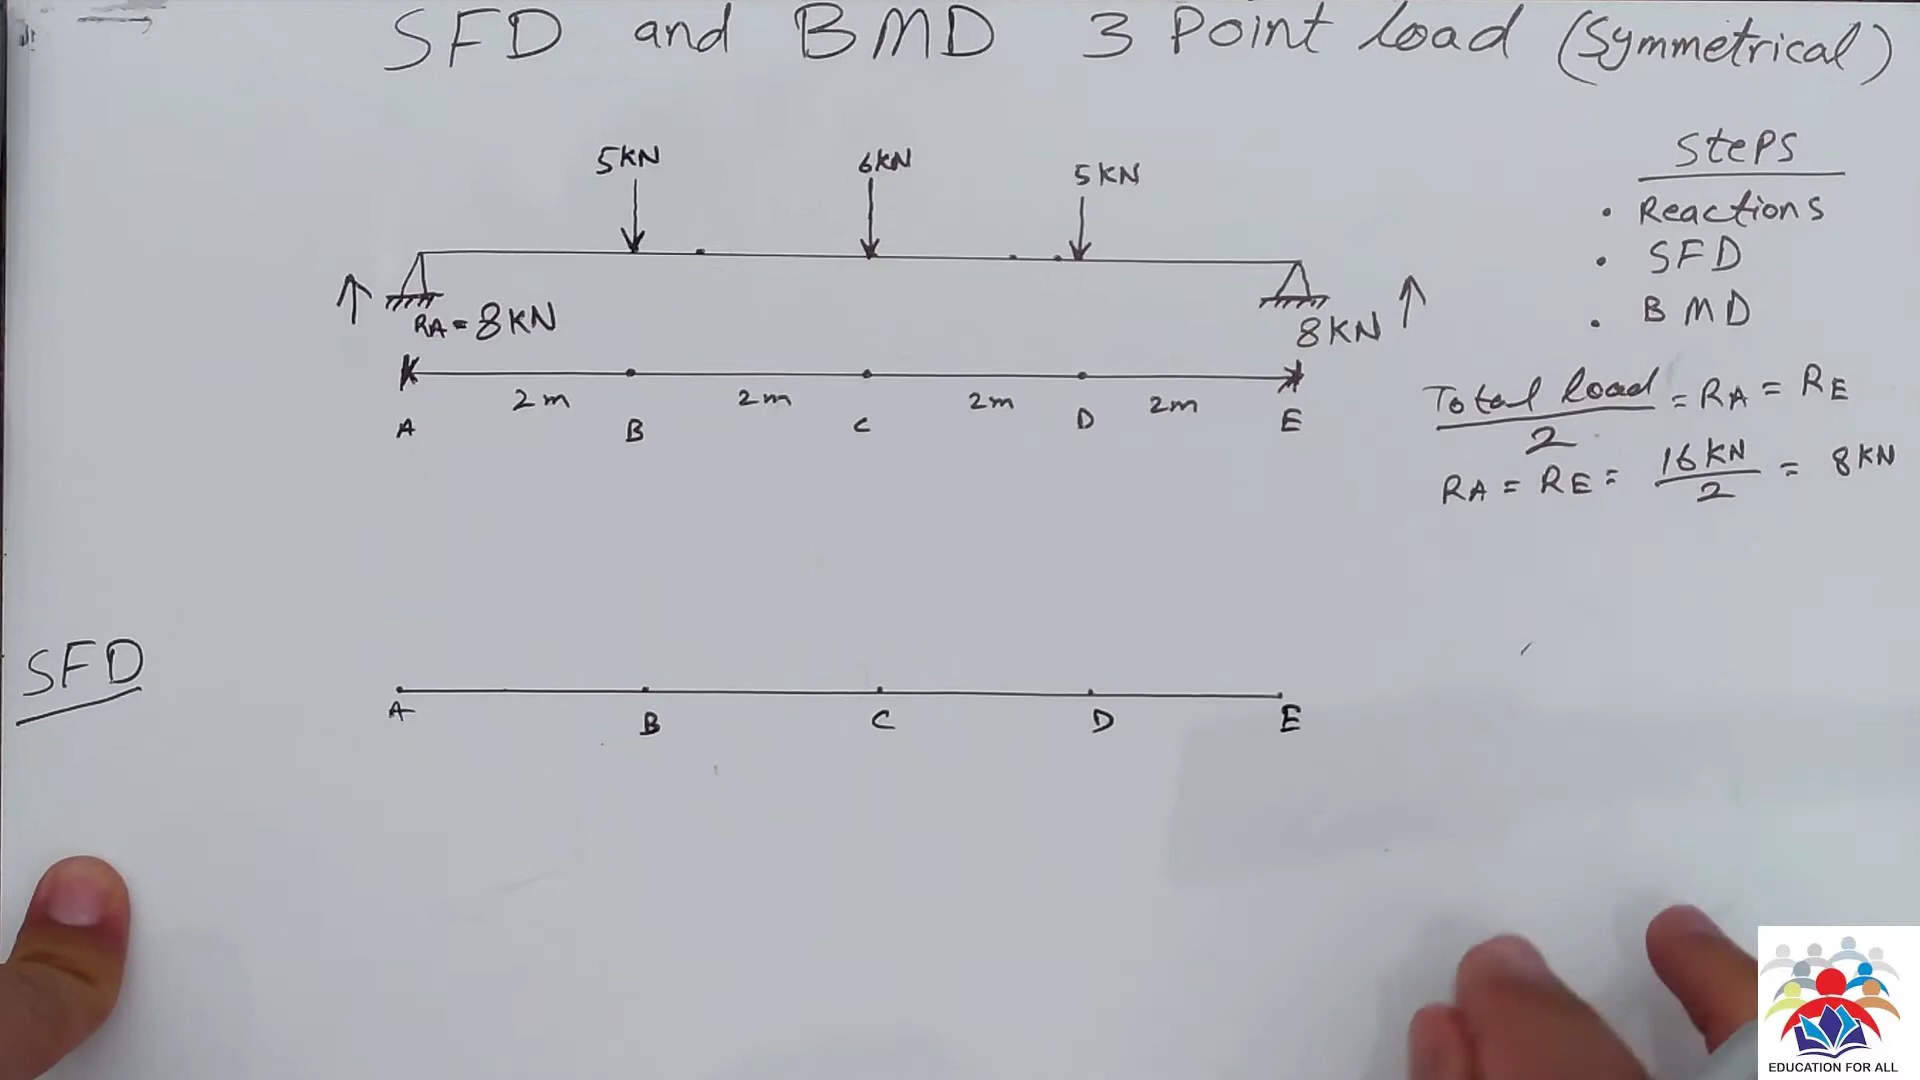 SFD and BMD 3 Point load (Symmetrical)
Steps
• Reactions
• SFD
• BMD
5KN 6KN 5KN
RA = 8KN 8KN
2m 2m 2m 2m
A B C D E
Total load / 2 = RA = RE
RA = RE = 16KN / 2 = 8KN
SFD
A B C D E
EDUCATION FOR ALL